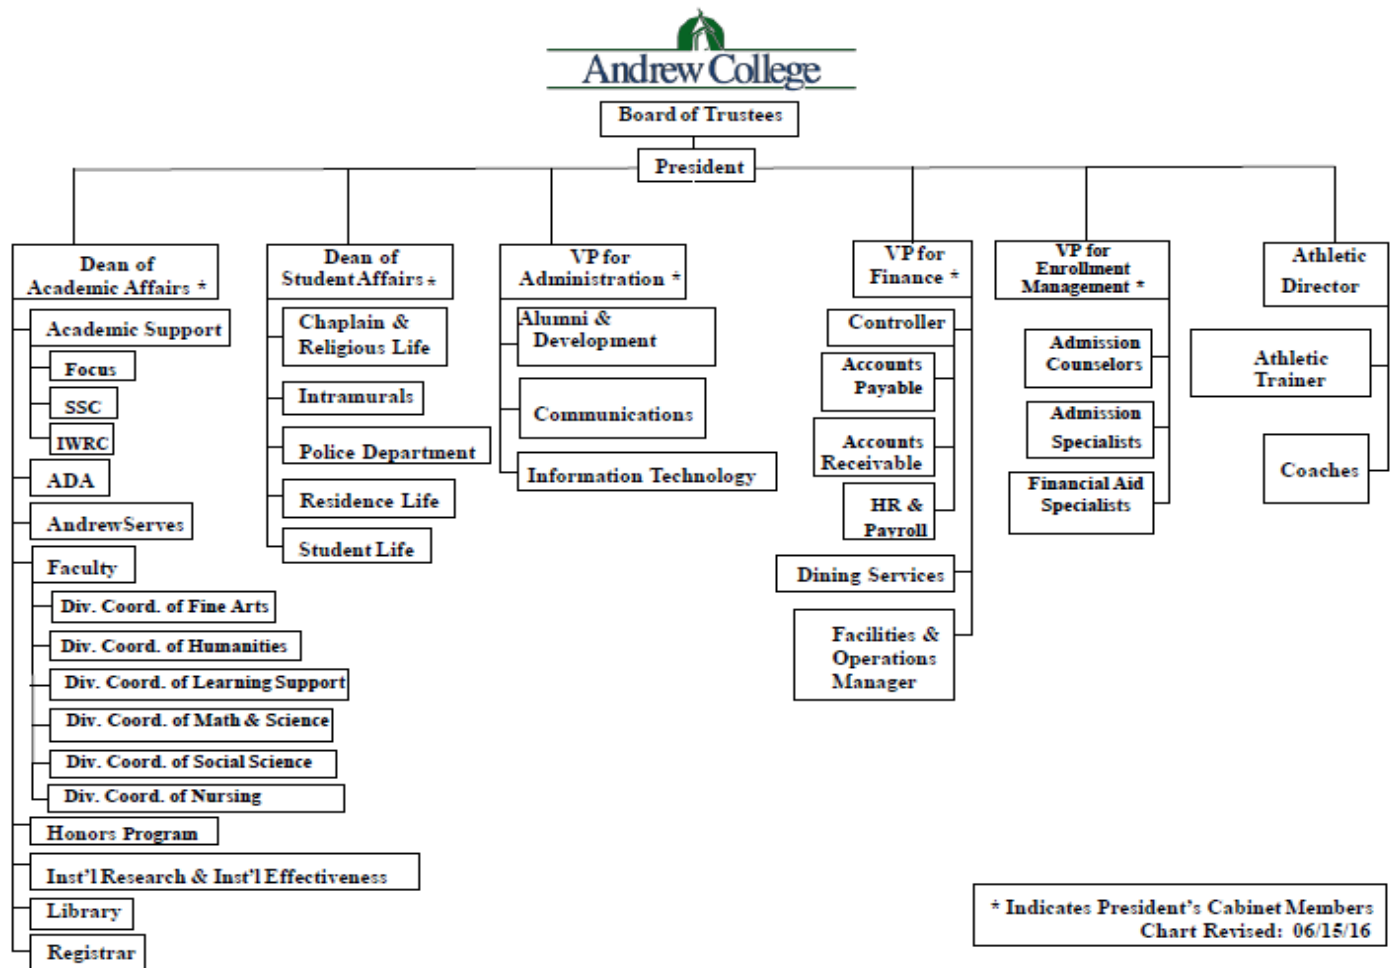 Andrew College
Board of Trustees
President
Dean of
Academic Affairs *
Academic Support
Focus
SSC
IWRC
ADA
AndrewServes
Faculty
Div. Coord. of Fine Arts
Div. Coord. of Humanities
Div. Coord. of Learning Support
Div. Coord. of Math & Science
Div. Coord. of Social Science
Div. Coord. of Nursing
Honors Program
Inst'l Research & Inst'l Effectiveness
Library
Registrar
Dean of
Student Affairs *
Chaplain &
Religious Life
Intramurals
Police Department
Residence Life
Student Life
VP for
Administration *
Alumni &
Development
Communications
Information Technology
VP for
Finance *
Controller
Accounts
Payable
Accounts
Receivable
HR &
Payroll
Dining Services
Facilities &
Operations
Manager
VP for
Enrollment
Management *
Admission
Counselors
Admission
Specialists
Financial Aid
Specialists
Athletic
Director
Athletic
Trainer
Coaches
* Indicates President's Cabinet Members
Chart Revised: 06/15/16